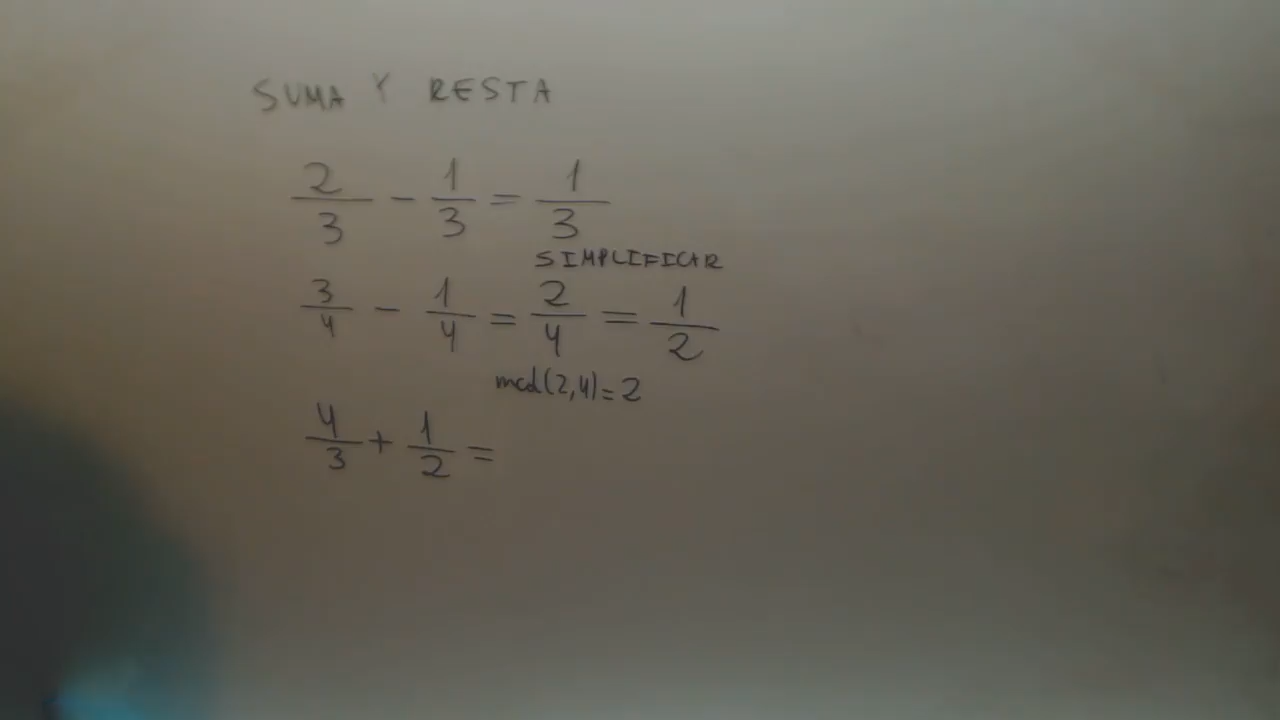 SUMA Y RESTA
2/3 - 1/3 = 1/3
SIMPLIFICAR
3/4 - 1/4 = 2/4 = 1/2
mcd(2,4)=2
4/3 + 1/2 =